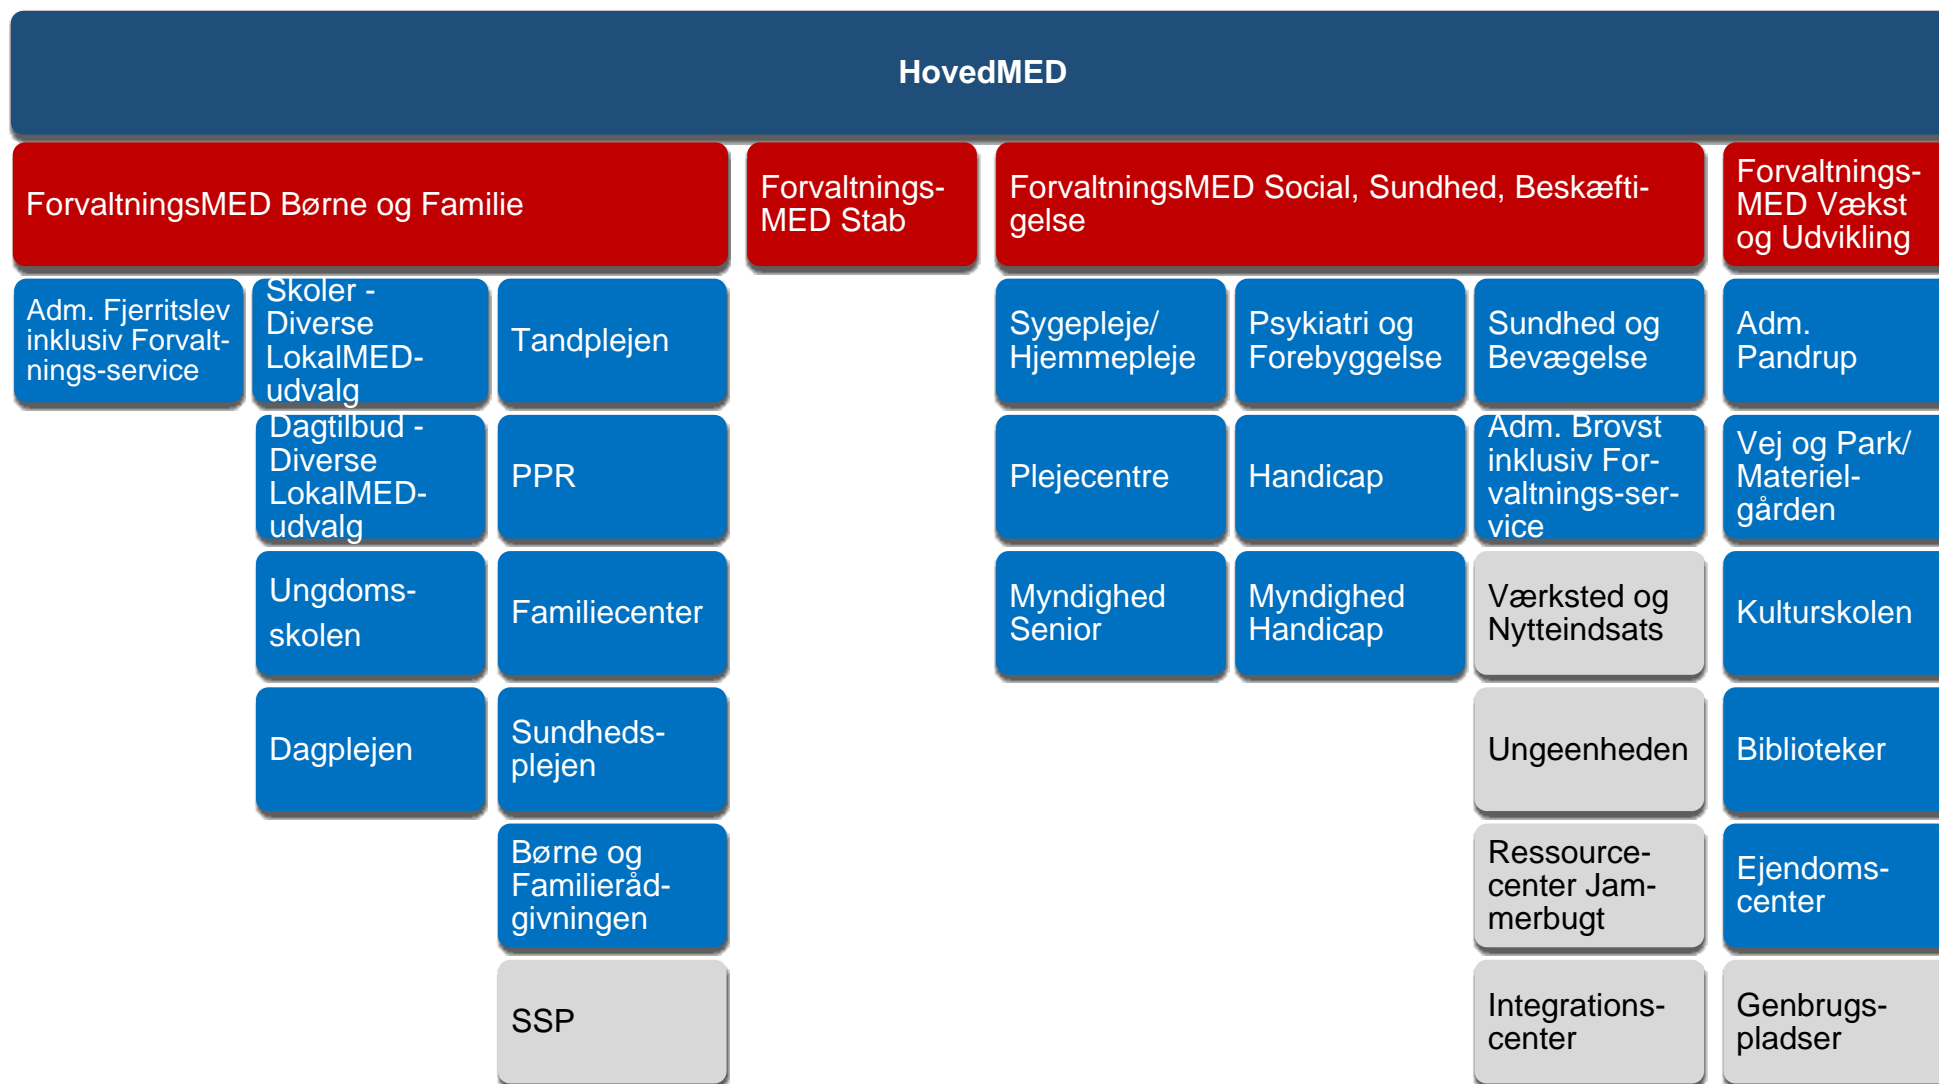 HovedMED
ForvaltningsMED Børne og Familie
Forvaltnings-
MED Stab
ForvaltningsMED Social, Sundhed, Beskæfti-
gelse
Forvaltnings-
MED Vækst
og Udvikling
Adm. Fjerritslev
inklusiv Forvalt-
nings-service
Skoler -
Diverse
LokalMED-
udvalg
Tandplejen
Sygepleje/
Hjemmepleje
Psykiatri og
Forebyggelse
Sundhed og
Bevægelse
Adm.
Pandrup
Dagtilbud -
Diverse
LokalMED-
udvalg
PPR
Plejecentre
Handicap
Adm. Brovst
inklusiv For-
valtnings-ser-
vice
Vej og Park/
Materiel-
gården
Ungdoms-
skolen
Familiecenter
Myndighed
Senior
Myndighed
Handicap
Værksted og
Nytteindsats
Kulturskolen
Dagplejen
Sundheds-
plejen
Ungeenheden
Biblioteker
Børne og
Familieråd-
givningen
Ressource-
center Jam-
merbugt
Ejendoms-
center
SSP
Integrations-
center
Genbrugs-
pladser